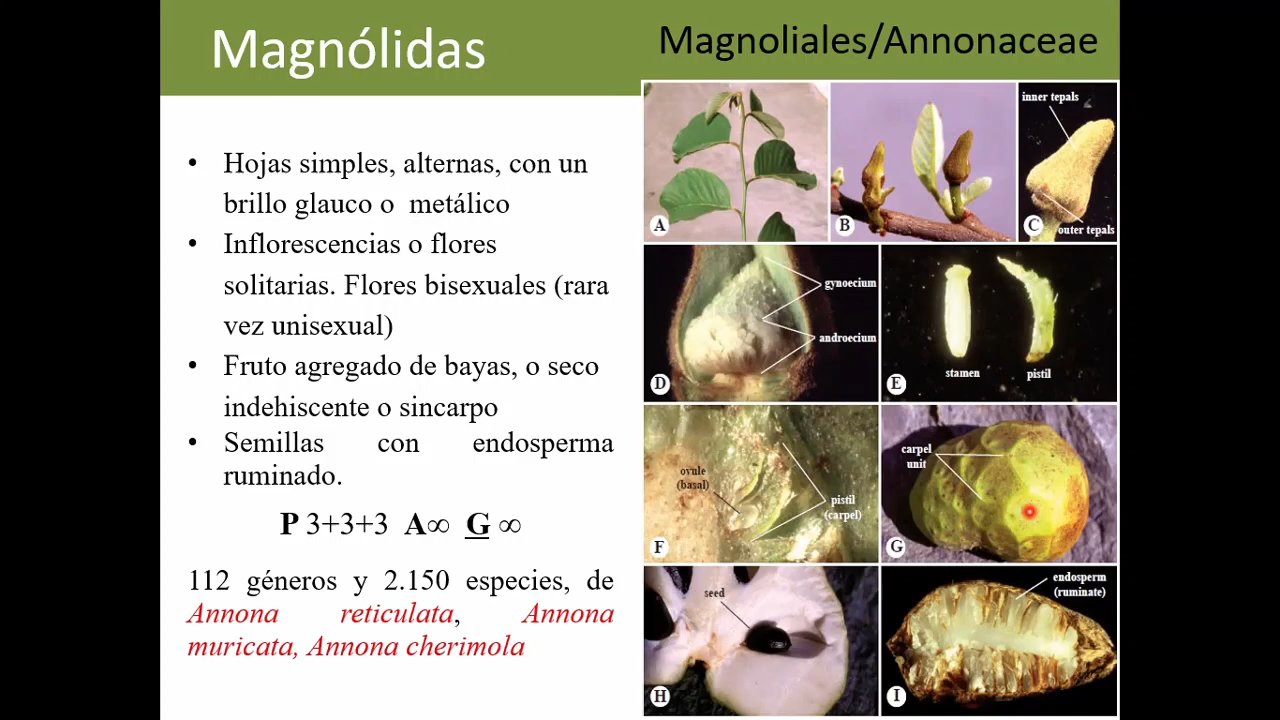 Magnólidas
Magnoliales/Annonaceae
• Hojas simples, alternas, con un
brillo glauco o metálico
• Inflorescencias o flores
solitarias. Flores bisexuales (rara
vez unisexual)
• Fruto agregado de bayas, o seco
indehiscente o sincarpo
• Semillas con endosperma
ruminado.
P 3+3+3 A∞ G ∞
112 géneros y 2.150 especies, de
Annona reticulata, Annona
muricata, Annona cherimola
A
B
inner tepals
C
outer tepals
gynoecium
androecium
D
stamen
pistil
E
ovule
(basal)
pistil
(carpel)
F
carpel
unit
G
seed
H
endosperm
(ruminate)
I